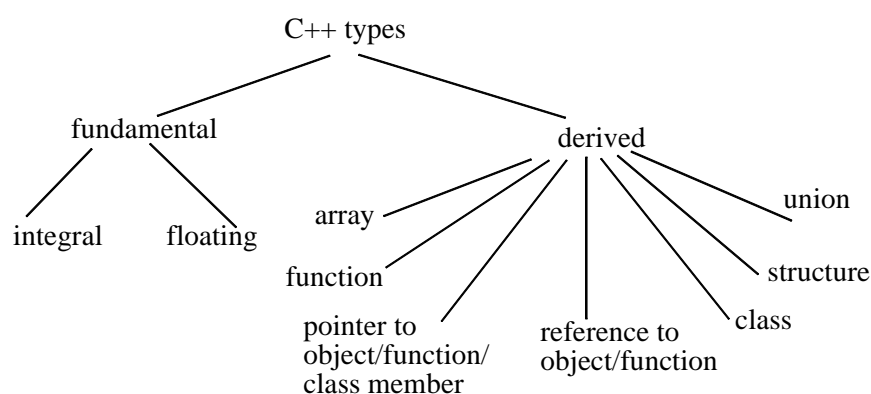 C++ types
fundamental
derived
integral
floating
array
function
pointer to
object/function/
class member
reference to
object/function
class
structure
union